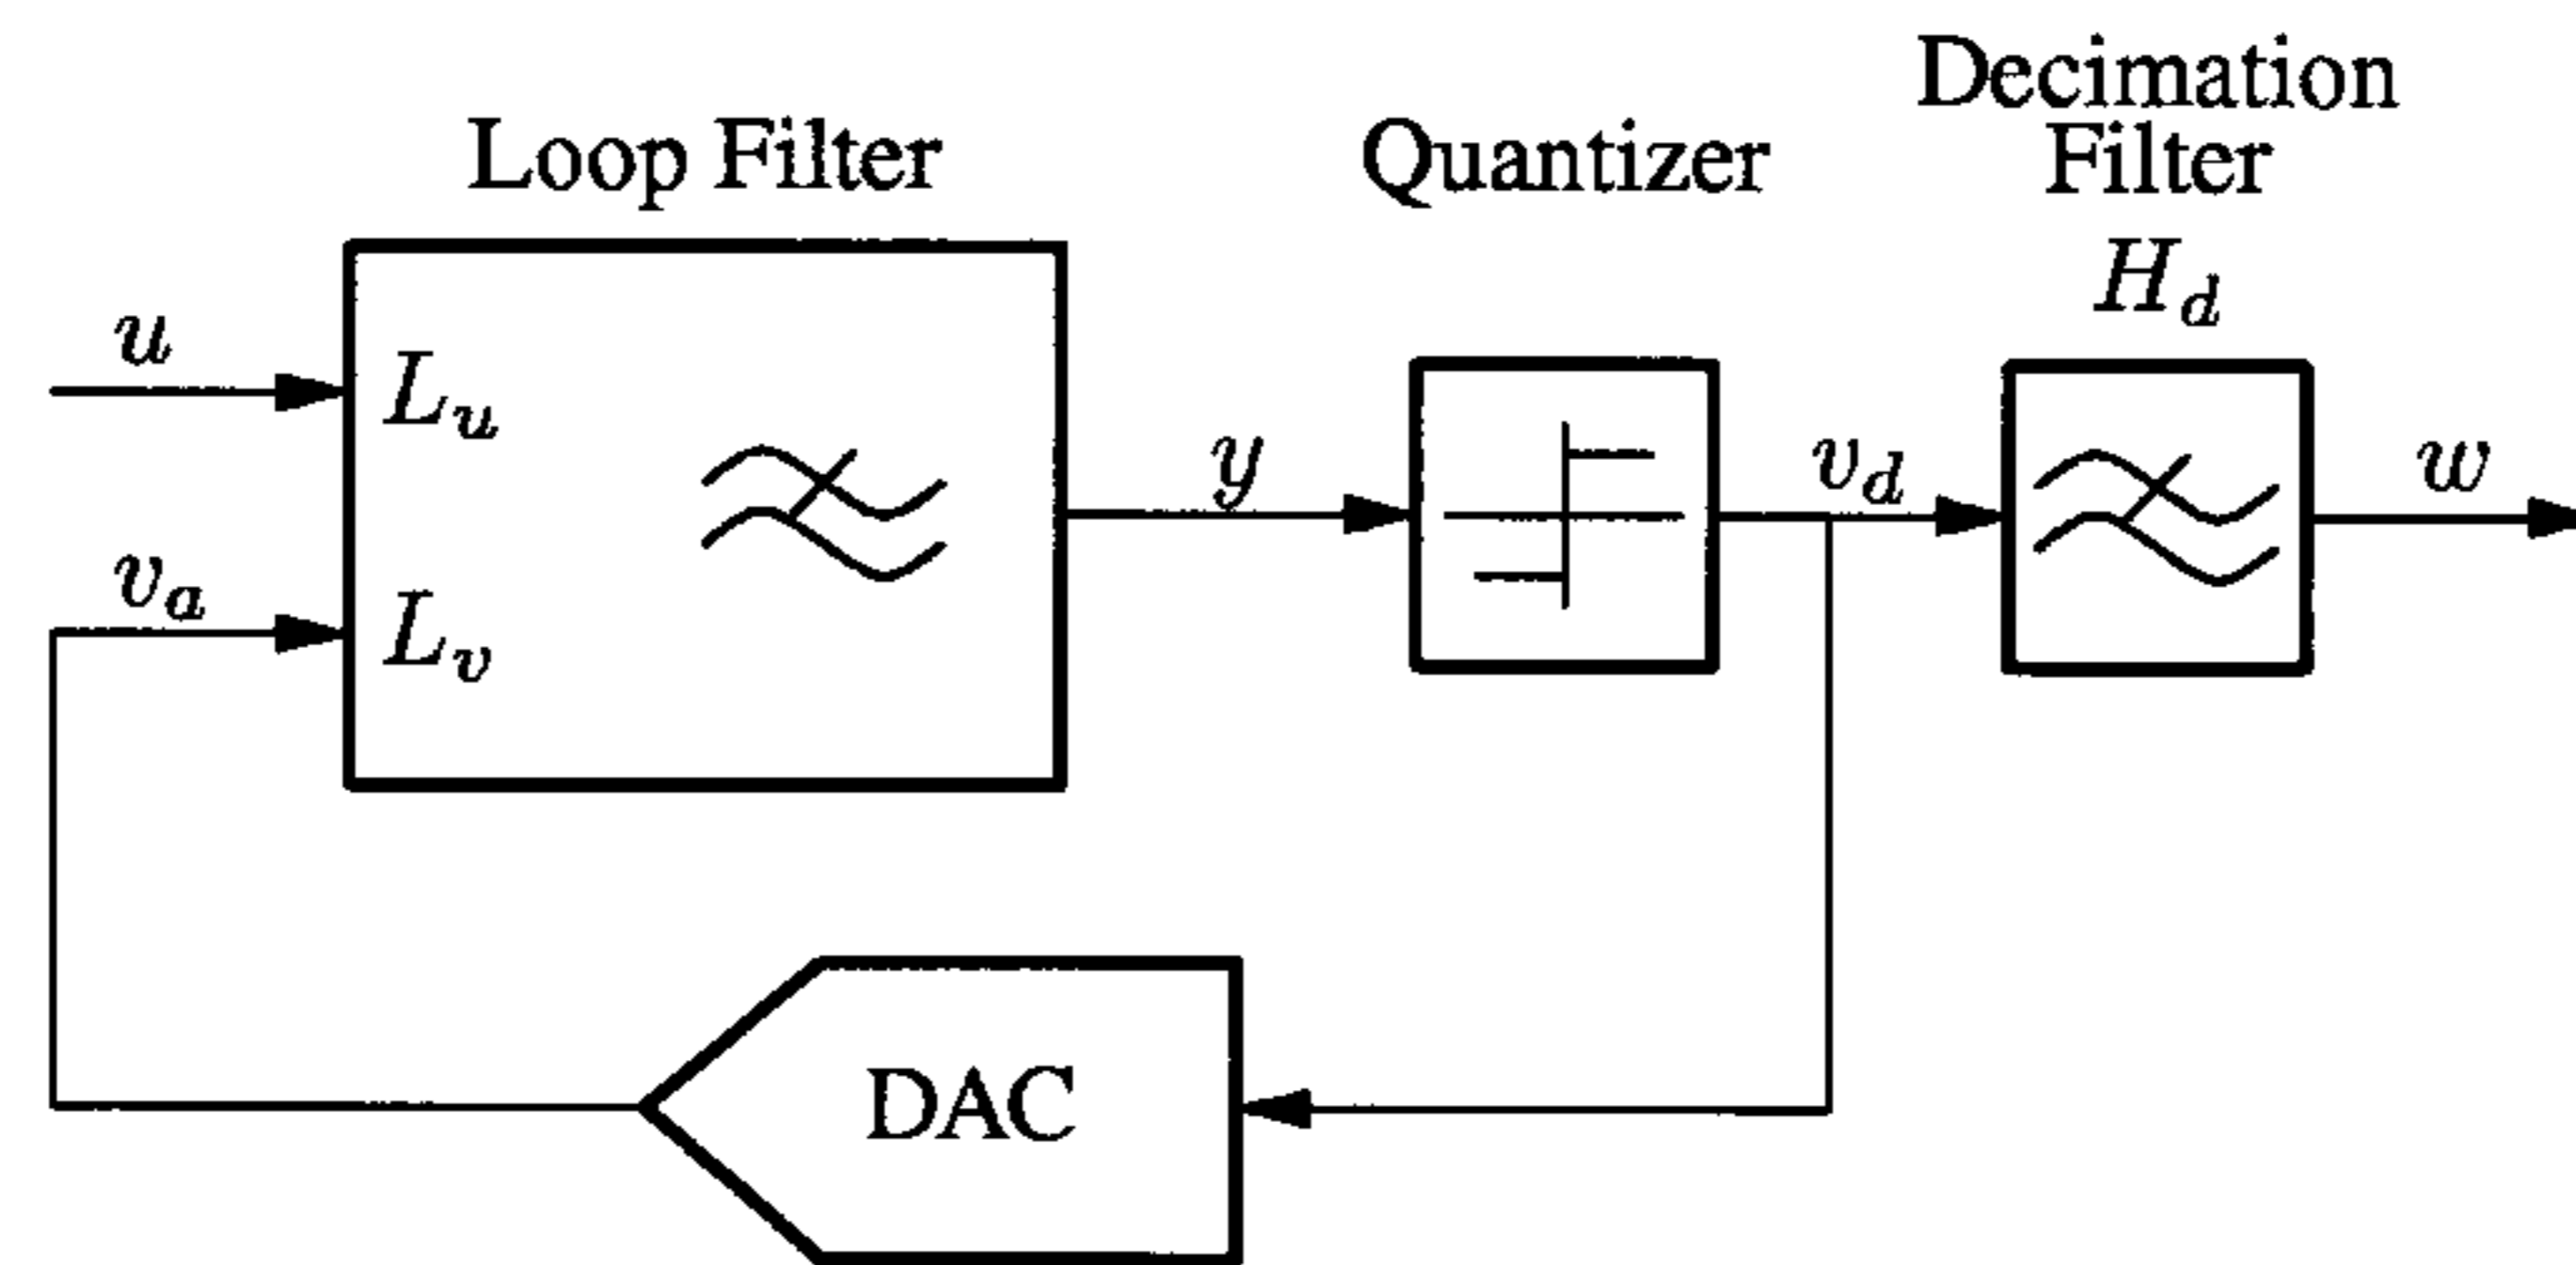 Loop Filter
Quantizer
Decimation
Filter
H_d
u
L_u
v_a
L_v
y
v_d
w
DAC